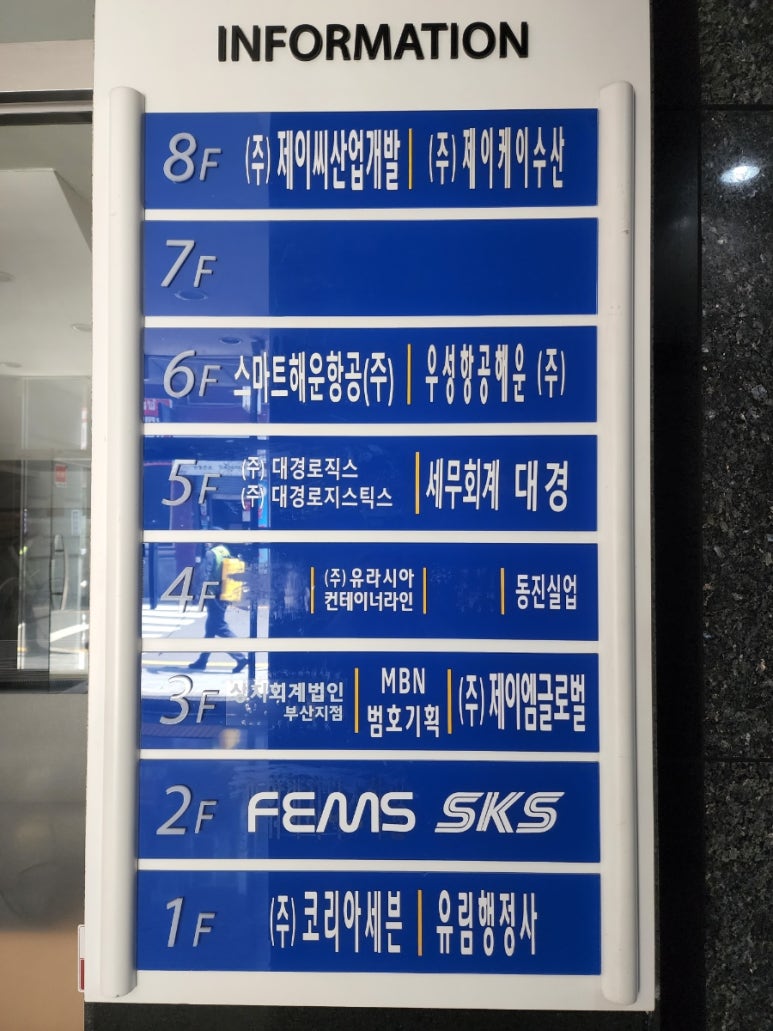 INFORMATION
8F (주) 제이씨산업개발 | (주) 제이케이수산
7F
6F 스마트해운항공(주) | 우성항공해운 (주)
5F (주) 대경로직스
(주) 대경로지스틱스 | 세무회계 대경
4F | (주) 유라시아
컨테이너라인 | | 동진실업
3F 회계법인
부산지점 | MBN
범호기획 | (주) 제이엠글로벌
2F FEMS SKS
1F (주) 코리아세븐 | 유림행정사